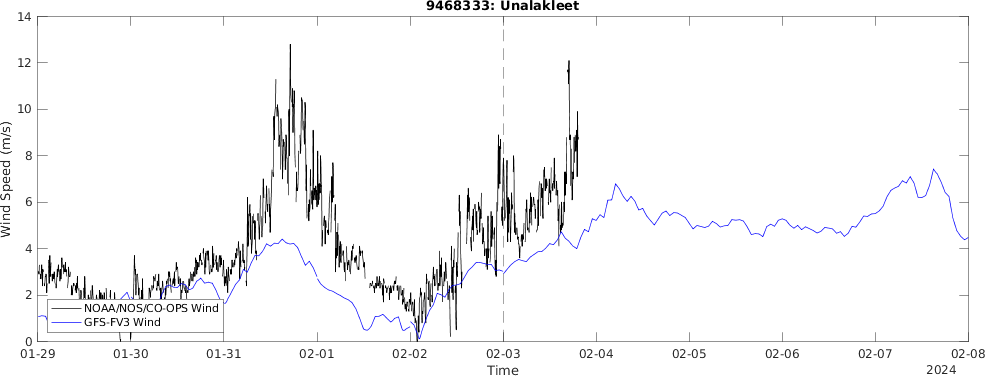 9468333: Unalakleet
14
12
10
8
6
4
2
0
Wind Speed (m/s)
NOAA/NOS/CO-OPS Wind
GFS-FV3 Wind
01-29 01-30 01-31 02-01 02-02 02-03 02-04 02-05 02-06 02-07 02-08
Time
2024